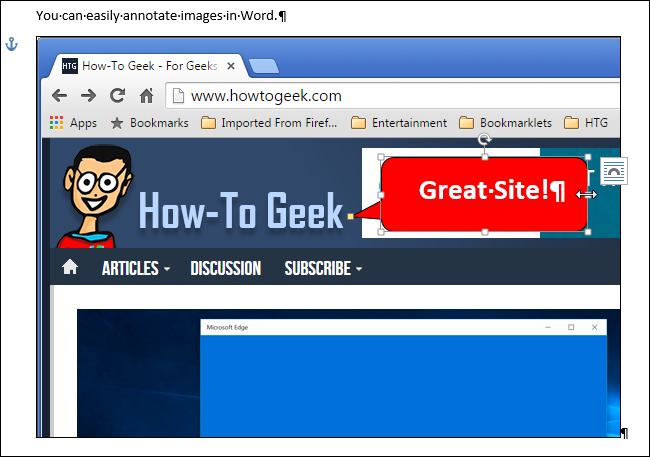 You can easily annotate images in Word.¶
HTG How-To Geek - For Geeks
www.howtogeek.com
Apps Bookmarks Imported From Firef... Entertainment Bookmarklets HTG
Great Site!¶
How-To Geek
ARTICLES DISCUSSION SUBSCRIBE
Microsoft Edge
¶